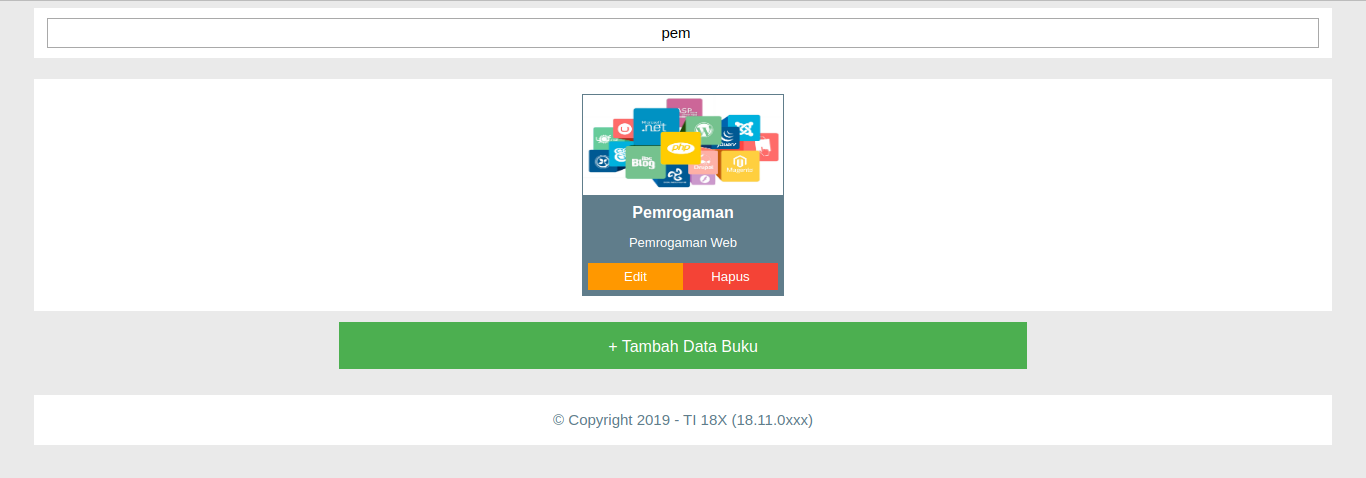 pem
ASP
Microsoft
.net
jQuery
php
Blog
Magento
Pemrogaman
Pemrogaman Web
Edit
Hapus
+ Tambah Data Buku
© Copyright 2019 - TI 18X (18.11.0xxx)